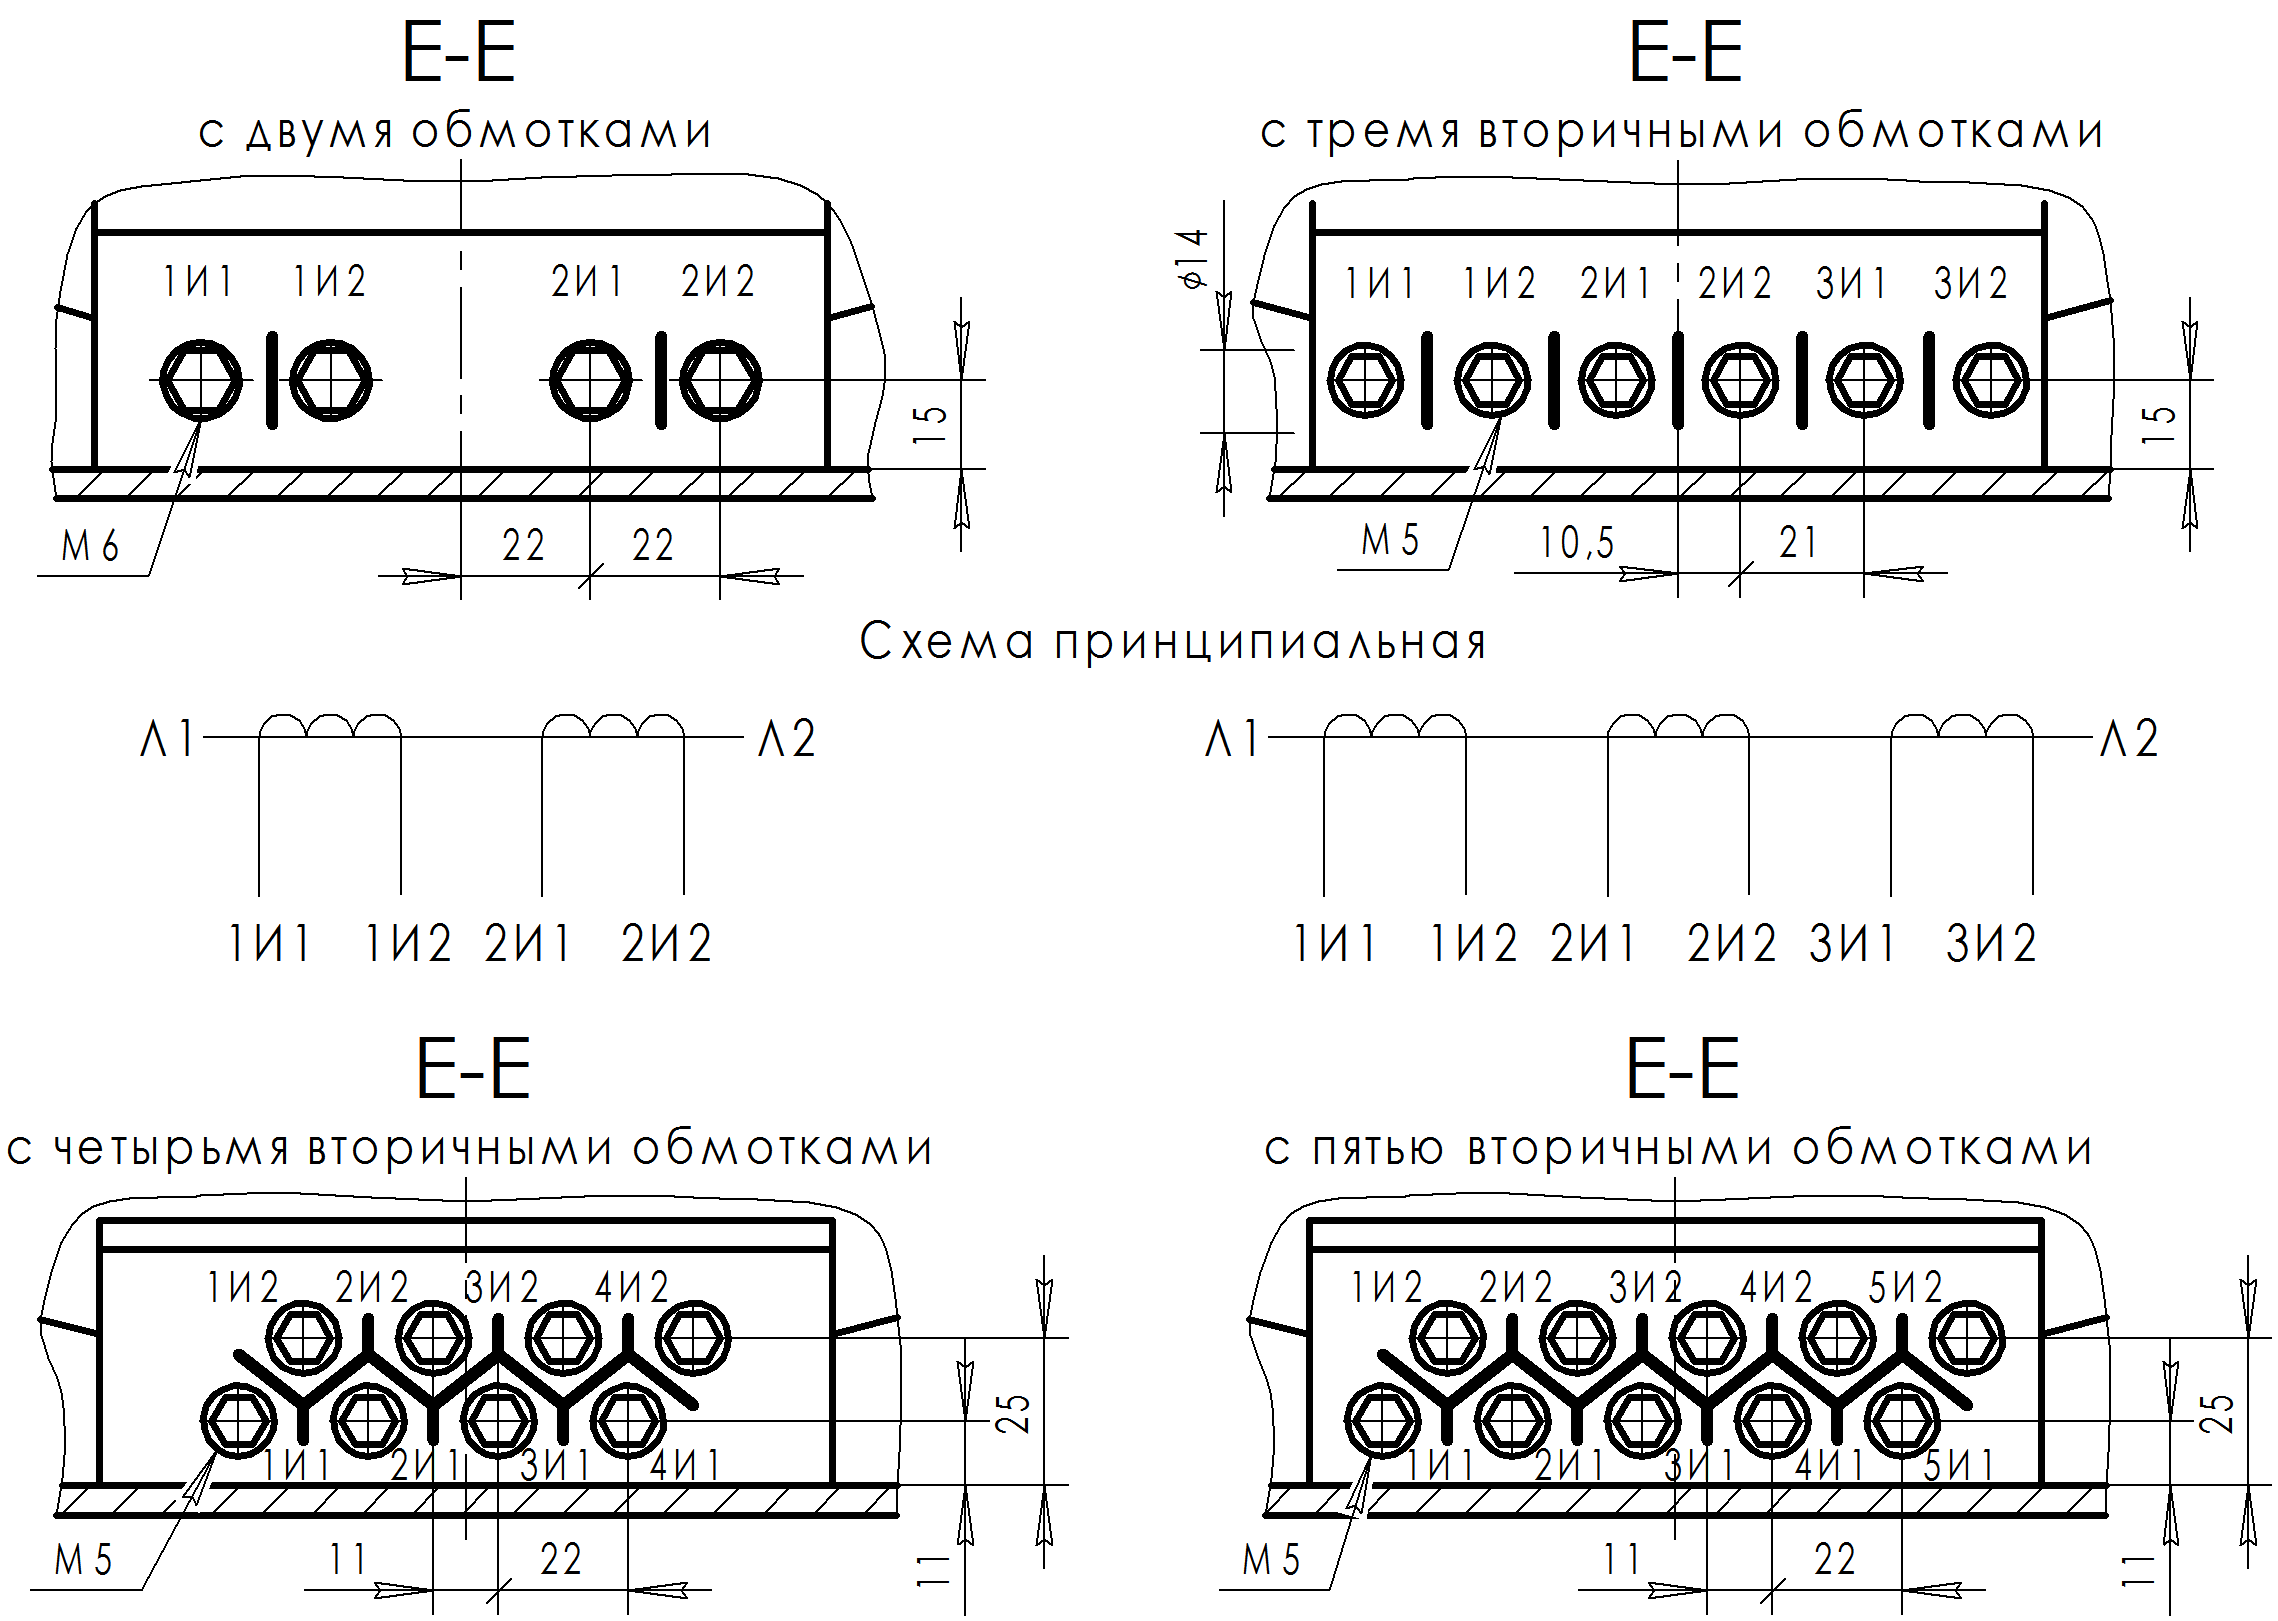 Е-Е
с двумя обмотками
1И1 1И2 2И1 2И2
15
М6
22 22
Е-Е
с тремя вторичными обмотками
ϕ14
1И1 1И2 2И1 2И2 3И1 3И2
15
М5
10,5 21
Схема принципиальная
Л1 Л2
1И1 1И2 2И1 2И2
Л1 Л2
1И1 1И2 2И1 2И2 3И1 3И2
Е-Е
с четырьмя вторичными обмотками
1И2 2И2 3И2 4И2
25
1И1 2И1 3И1 4И1
М5
11 22
11
Е-Е
с пятью вторичными обмотками
1И2 2И2 3И2 4И2 5И2
25
1И1 2И1 3И1 4И1 5И1
М5
11 22
11